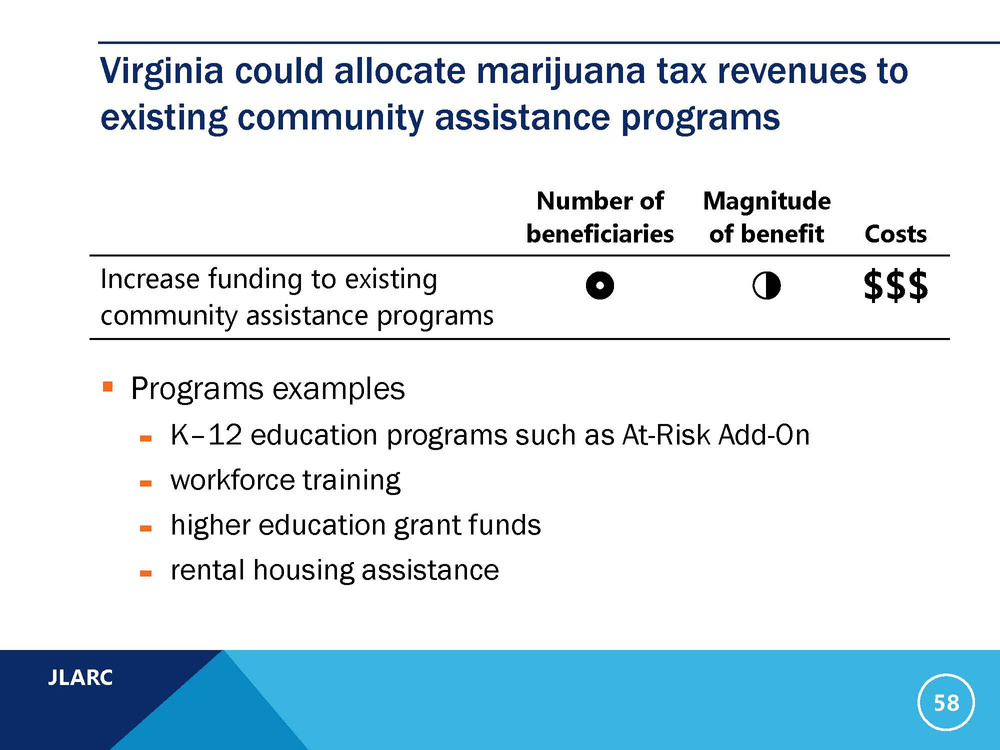 Virginia could allocate marijuana tax revenues to
existing community assistance programs
Number of
beneficiaries
Magnitude
of benefit
Costs
Increase funding to existing
community assistance programs
$$$
Programs examples
K–12 education programs such as At-Risk Add-On
workforce training
higher education grant funds
rental housing assistance
JLARC
58